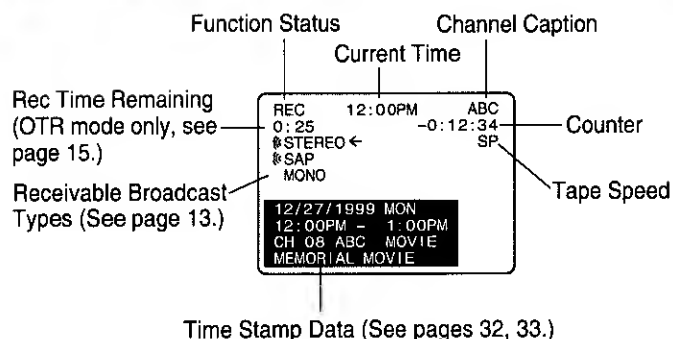 Function Status
Channel Caption
Current Time
Rec Time Remaining
(OTR mode only, see
page 15.)
Receivable Broadcast
Types (See page 13.)
REC 12:00PM ABC
0:25 -0:12:34
STEREO ← SP
SAP
MONO
12/27/1999 MON
12:00PM - 1:00PM
CH 08 ABC MOVIE
MEMORIAL MOVIE
Counter
Tape Speed
Time Stamp Data (See pages 32, 33.)